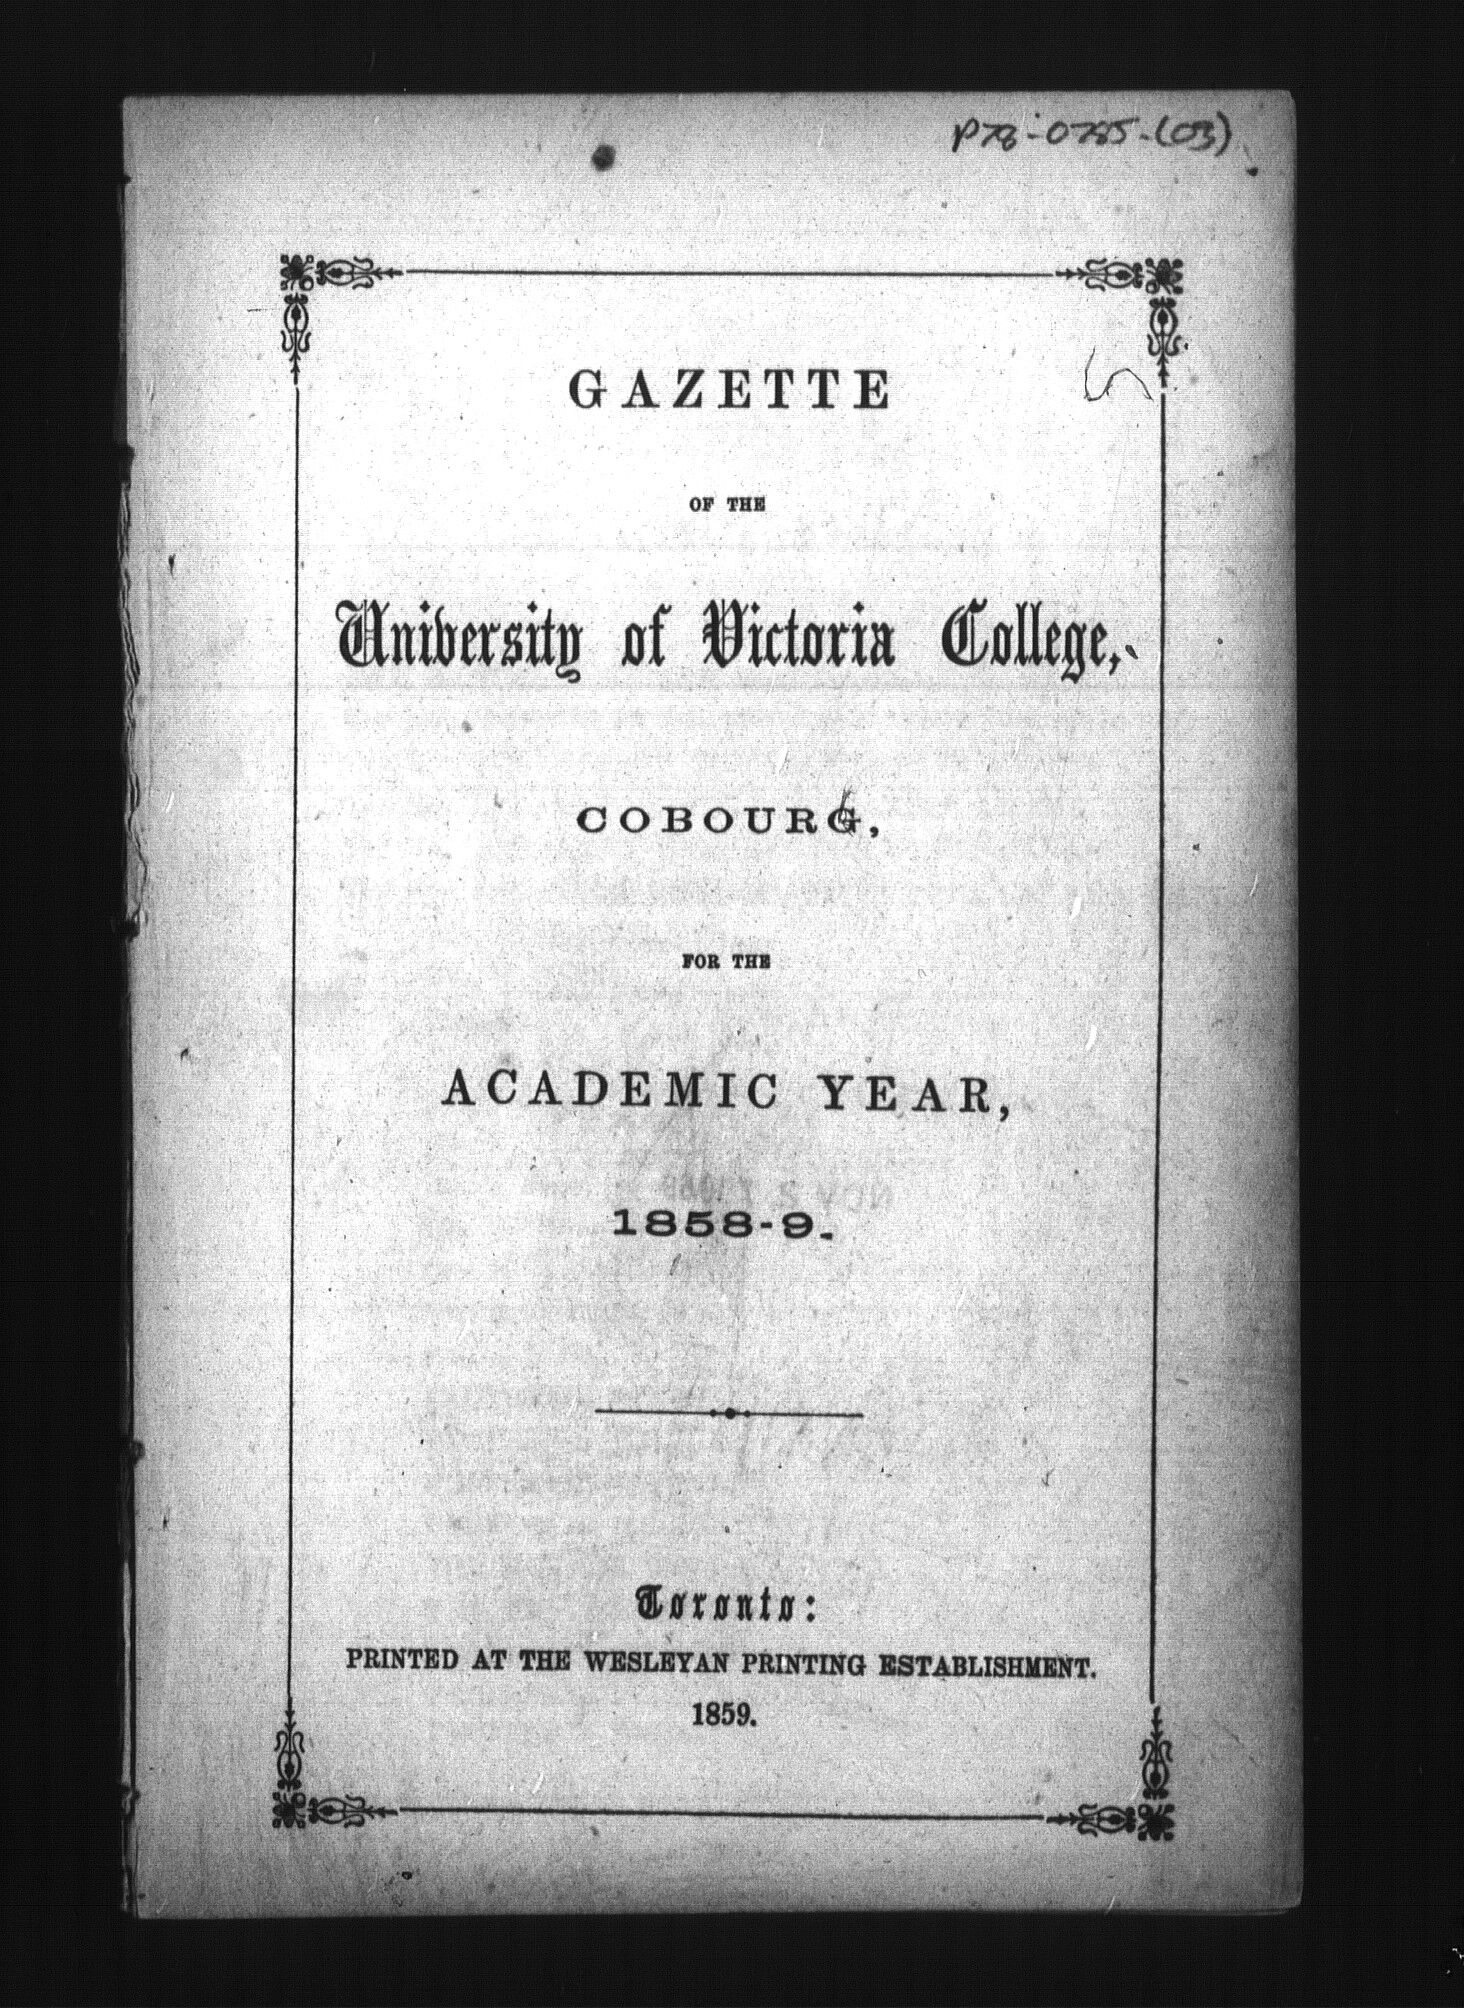 P78-0785-(03)
GAZETTE
OF THE
University of Victoria College,
COBOURG,
FOR THE
ACADEMIC YEAR,
1858-9.
Toronto:
PRINTED AT THE WESLEYAN PRINTING ESTABLISHMENT.
1859.